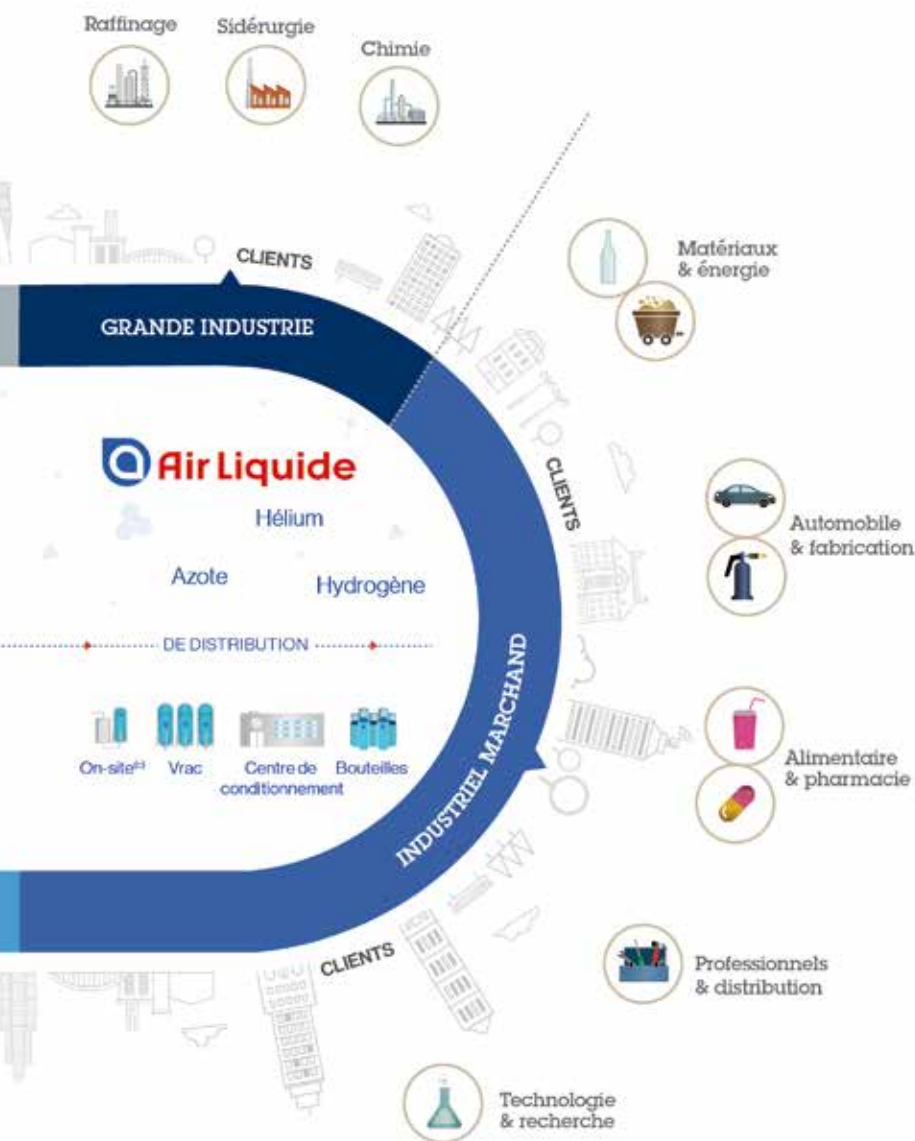 Raffinage
Sidérurgie
Chimie
CLIENTS
GRANDE INDUSTRIE
Matériaux
& énergie
Air Liquide
CLIENTS
Hélium
Azote
Hydrogène
Automobile
& fabrication
DE DISTRIBUTION
INDUSTRIEL MARCHAND
On-site
Vrac
Centre de
conditionnement
Bouteilles
Alimentaire
& pharmacie
CLIENTS
Professionnels
& distribution
Technologie
& recherche